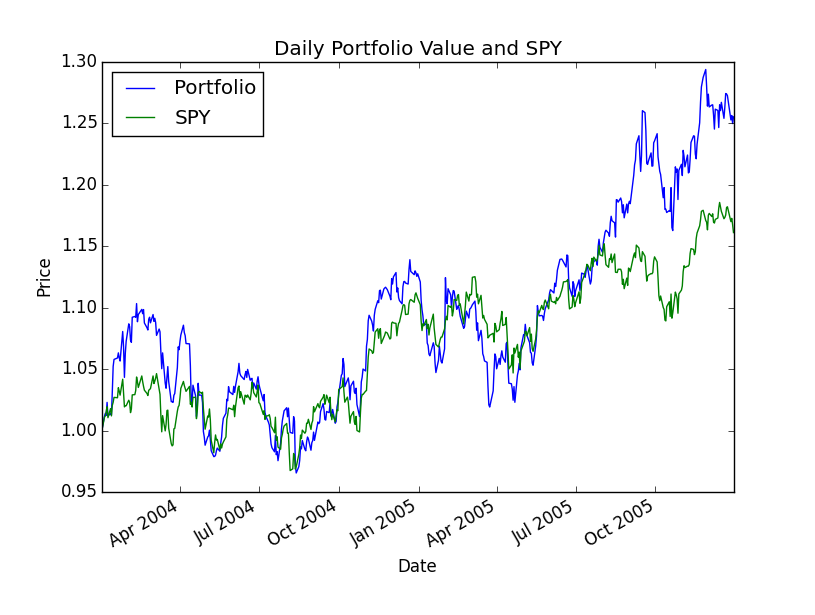 Daily Portfolio Value and SPY
Portfolio
SPY
Price
1.30
1.25
1.20
1.15
1.10
1.05
1.00
0.95
Apr 2004
Jul 2004
Oct 2004
Jan 2005
Apr 2005
Jul 2005
Oct 2005
Date